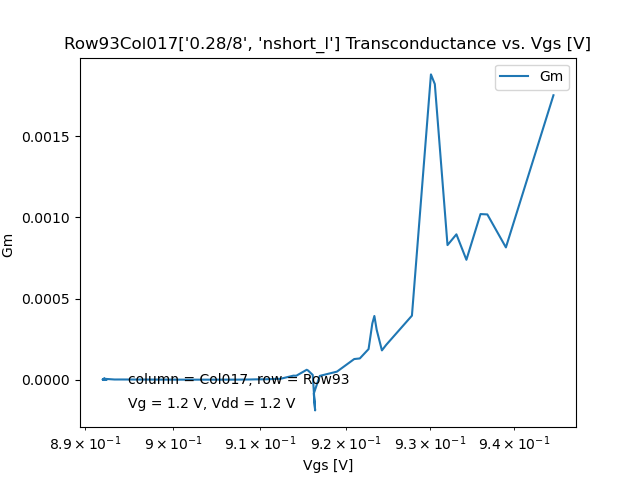 Row93Col017['0.28/8', 'nshort_l'] Transconductance vs. Vgs [V]
Gm
0.0015
0.0010
0.0005
0.0000
Gm
column = Col017, row = Row93
Vg = 1.2 V, Vdd = 1.2 V
8.9 × 10⁻¹ 9 × 10⁻¹ 9.1 × 10⁻¹ 9.2 × 10⁻¹ 9.3 × 10⁻¹ 9.4 × 10⁻¹
Vgs [V]